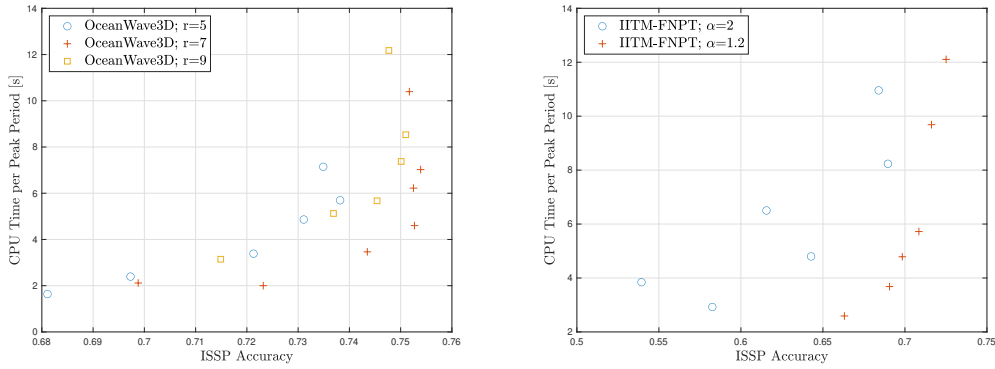 OceanWave3D; r=5
OceanWave3D; r=7
OceanWave3D; r=9
CPU Time per Peak Period [s]
14
12
10
8
6
4
2
0
0.68 0.69 0.7 0.71 0.72 0.73 0.74 0.75 0.76
ISSP Accuracy
IITM-FNPT; α=2
IITM-FNPT; α=1.2
CPU Time per Peak Period [s]
14
12
10
8
6
4
2
0.5 0.55 0.6 0.65 0.7 0.75
ISSP Accuracy